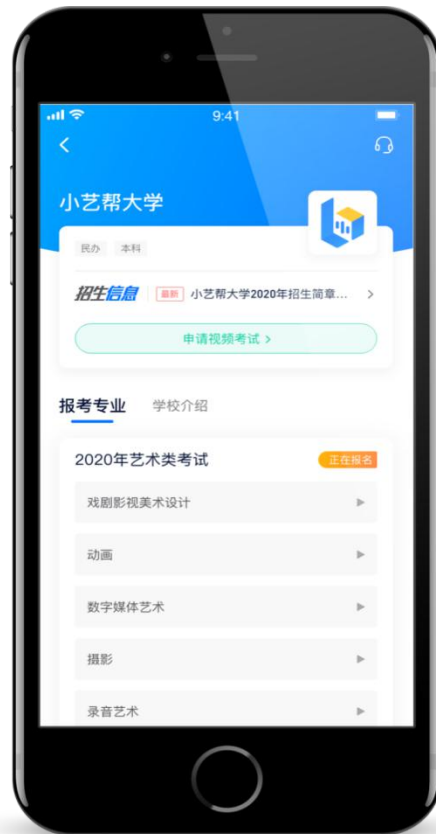 9:41
小艺帮大学
民办 本科
招生信息 最新 小艺帮大学2020年招生简章...
申请视频考试
报考专业 学校介绍
2020年艺术类考试 正在报名
戏剧影视美术设计
动画
数字媒体艺术
摄影
录音艺术